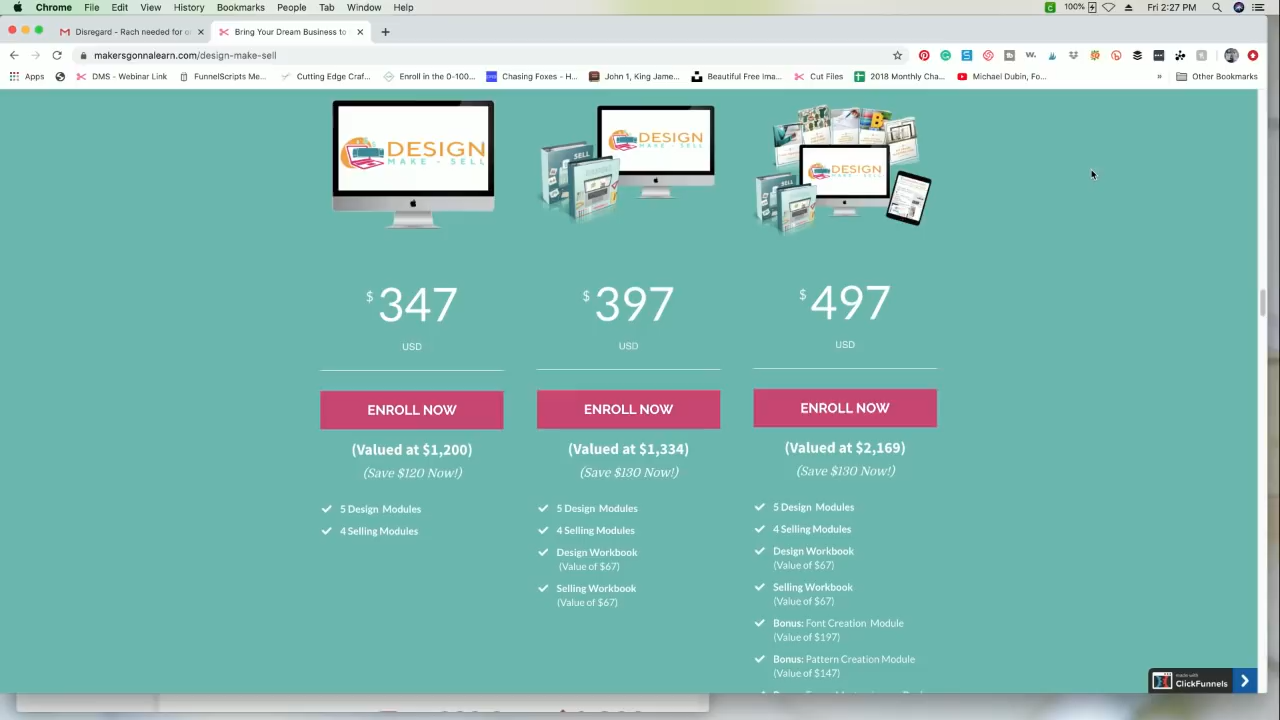 Chrome File Edit View History Bookmarks People Tab Window Help 100% Fri 2:27 PM
Disregard - Rach needed for o
Bring Your Dream Business to
makersgonnalearn.com/design-make-sell
Apps DMS - Webinar Link FunnelScripts Me... Cutting Edge Craf... Enroll in the 0-100... Chasing Foxes - H... John 1, King Jame... Beautiful Free Ima... Cut Files 2018 Monthly Cha... Michael Dubin, Fo... » Other Bookmarks
DESIGN
MAKE - SELL
DESIGN
MAKE - SELL
SELL
DESIGN
MAKE - SELL
SELL
$347
USD
ENROLL NOW
(Valued at $1,200)
(Save $120 Now!)
5 Design Modules
4 Selling Modules
$397
USD
ENROLL NOW
(Valued at $1,334)
(Save $130 Now!)
5 Design Modules
4 Selling Modules
Design Workbook
(Value of $67)
Selling Workbook
(Value of $67)
$497
USD
ENROLL NOW
(Valued at $2,169)
(Save $130 Now!)
5 Design Modules
4 Selling Modules
Design Workbook
(Value of $67)
Selling Workbook
(Value of $67)
Bonus: Font Creation Module
(Value of $197)
Bonus: Pattern Creation Module
(Value of $147)
made with
ClickFunnels